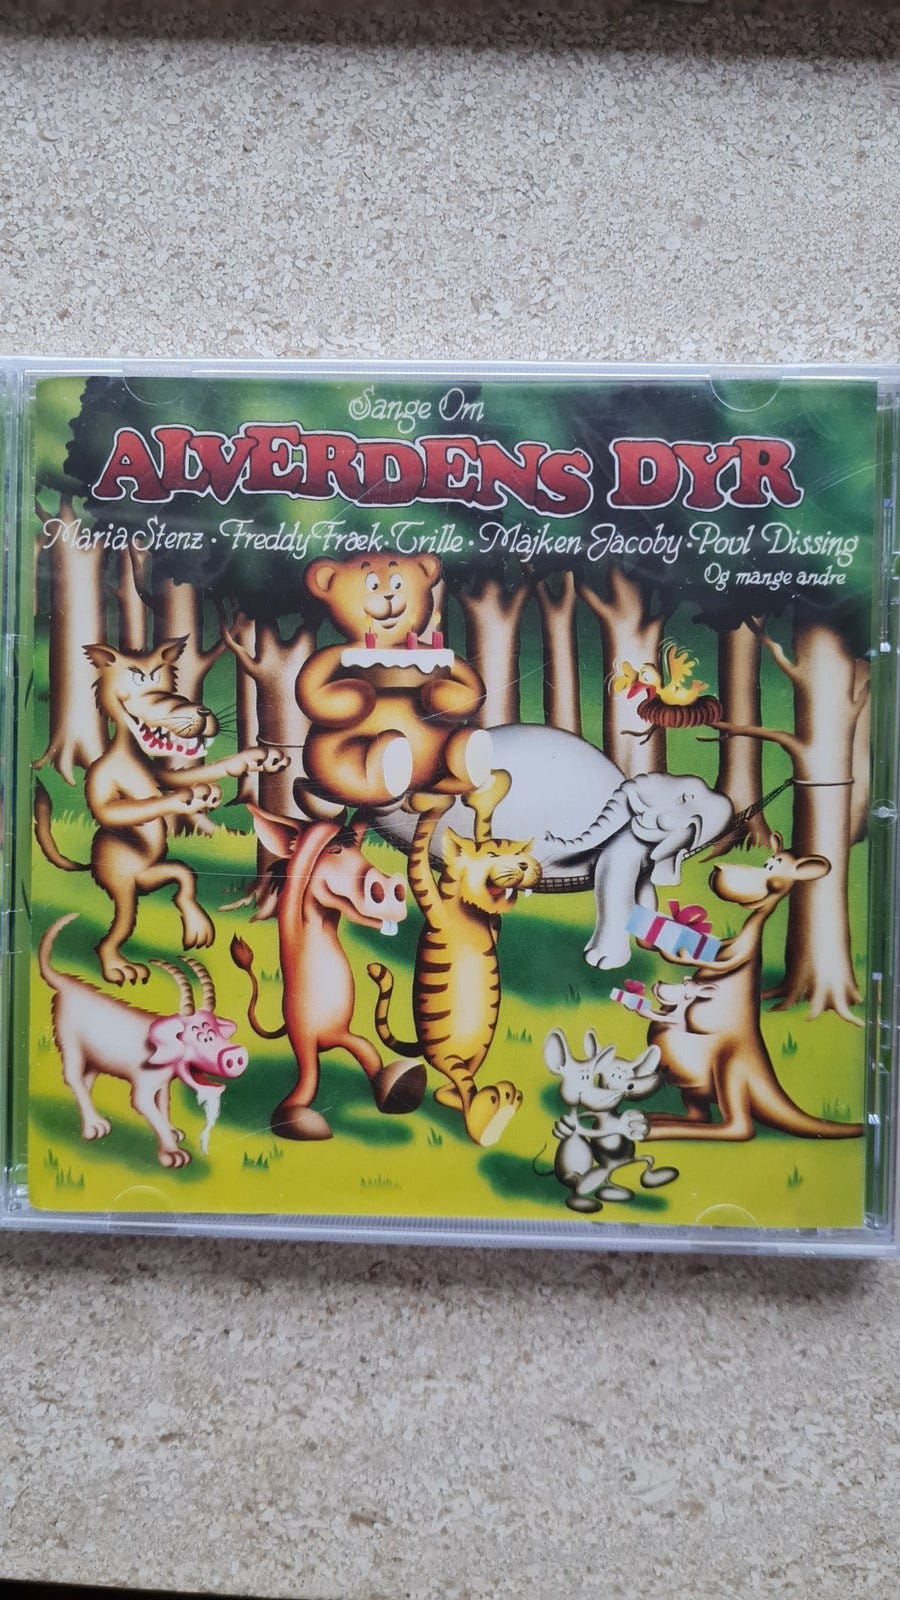 Sange Om
ALVERDENS DYR
Maria Stenz · Freddy Fræk · Trille · Majken Jacoby · Povl Dissing
Og mange andre